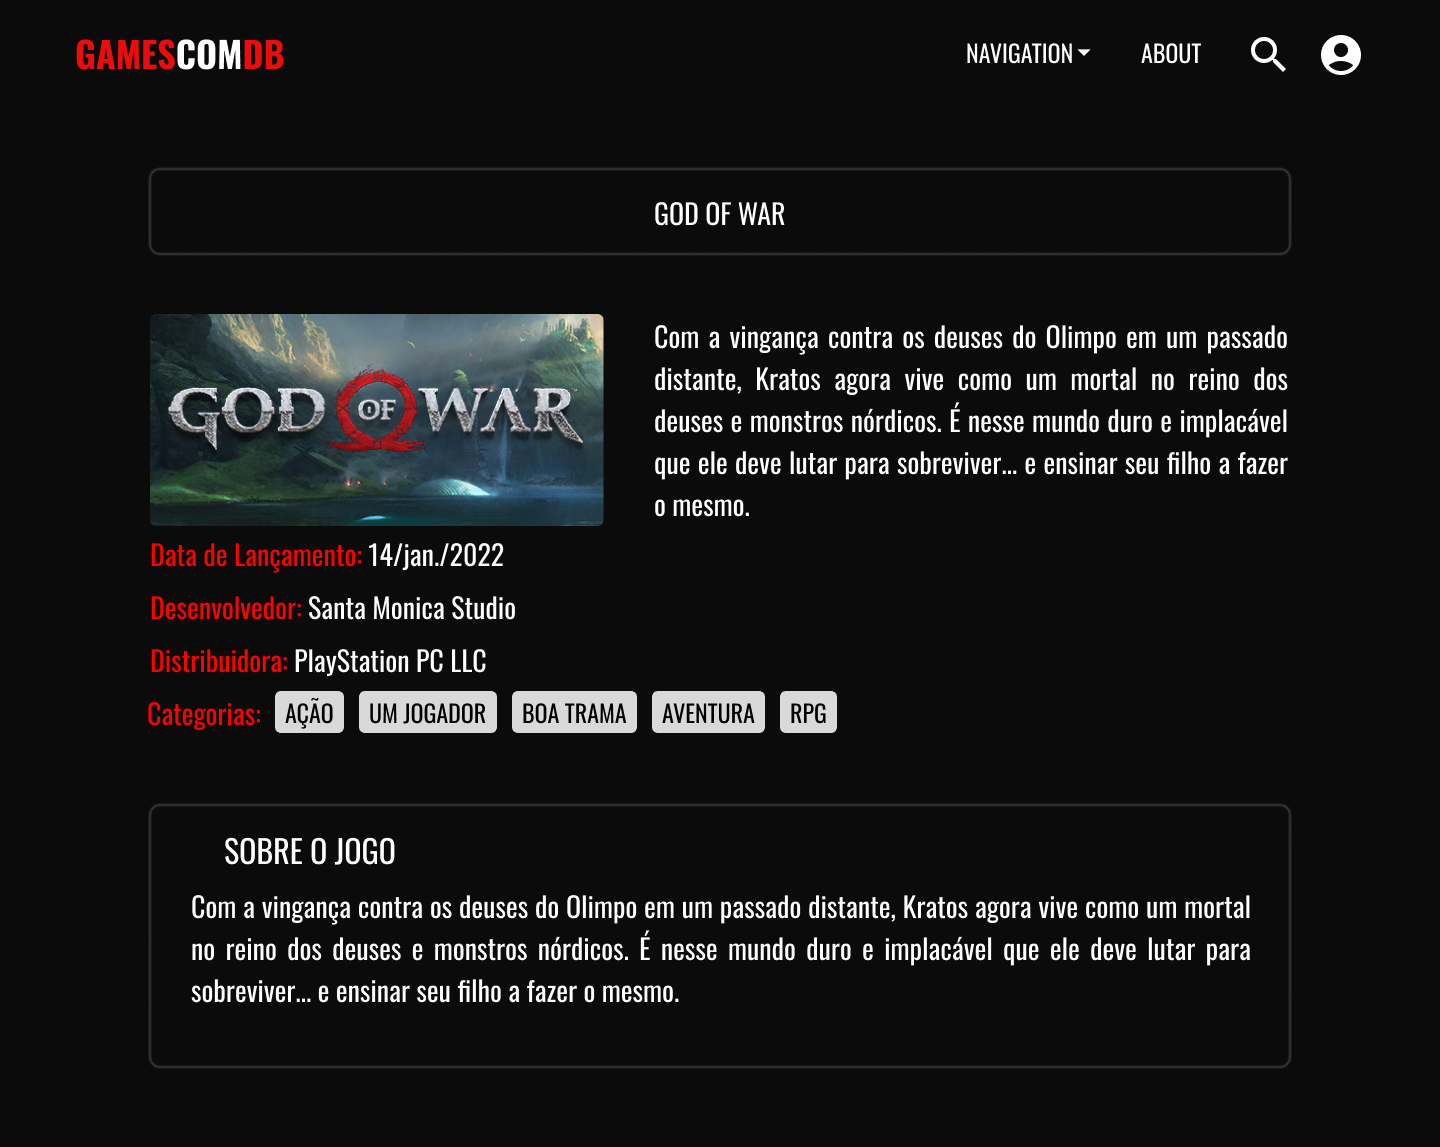 GAMESCOMDB
NAVIGATION
ABOUT
GOD OF WAR
GOD OF WAR
Com a vingança contra os deuses do Olimpo em um passado
distante, Kratos agora vive como um mortal no reino dos
deuses e monstros nórdicos. É nesse mundo duro e implacável
que ele deve lutar para sobreviver... e ensinar seu filho a fazer
o mesmo.
Data de Lançamento: 14/jan./2022
Desenvolvedor: Santa Monica Studio
Distribuidora: PlayStation PC LLC
Categorias: AÇÃO UM JOGADOR BOA TRAMA AVENTURA RPG
SOBRE O JOGO
Com a vingança contra os deuses do Olimpo em um passado distante, Kratos agora vive como um mortal
no reino dos deuses e monstros nórdicos. É nesse mundo duro e implacável que ele deve lutar para
sobreviver... e ensinar seu filho a fazer o mesmo.